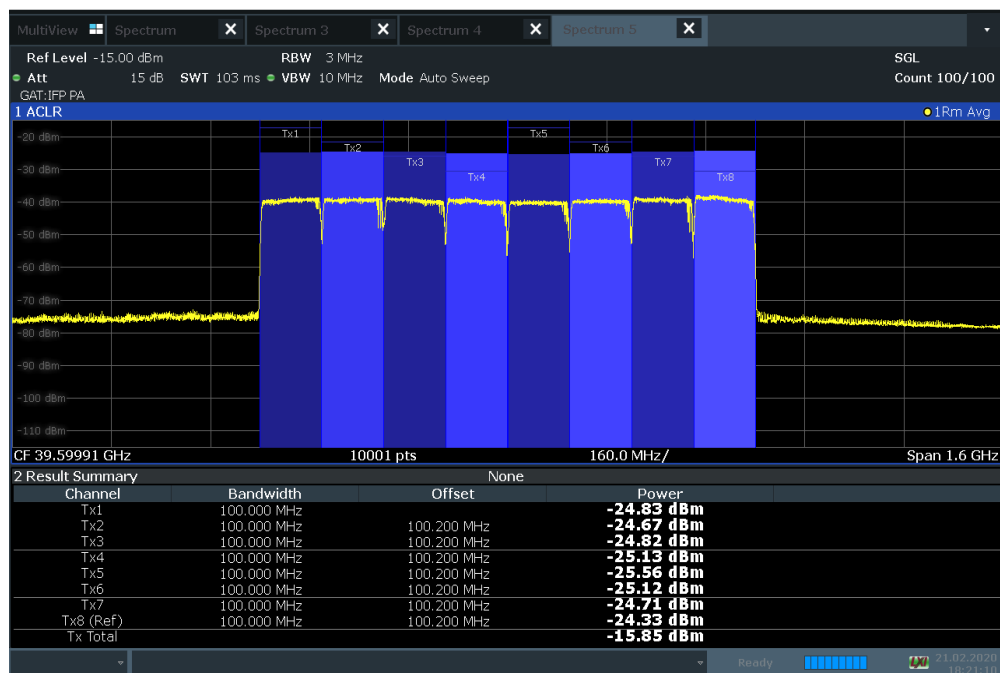 MultiView Spectrum X Spectrum 3 X Spectrum 4 X Spectrum 5 X
Ref Level -15.00 dBm RBW 3 MHz SGL
Att 15 dB SWT 103 ms VBW 10 MHz Mode Auto Sweep Count 100/100
GAT:IFP PA
1 ACLR 1Rm Avg
-20 dBm
Tx1 Tx5
Tx2 Tx6
Tx3 Tx7
-30 dBm
Tx4 Tx8
-40 dBm
-50 dBm
-60 dBm
-70 dBm
-80 dBm
-90 dBm
-100 dBm
-110 dBm
CF 39.59991 GHz 10001 pts 160.0 MHz/ Span 1.6 GHz
2 Result Summary None
Channel Bandwidth Offset Power
Tx1 100.000 MHz -24.83 dBm
Tx2 100.000 MHz 100.200 MHz -24.67 dBm
Tx3 100.000 MHz 100.200 MHz -24.82 dBm
Tx4 100.000 MHz 100.200 MHz -25.13 dBm
Tx5 100.000 MHz 100.200 MHz -25.56 dBm
Tx6 100.000 MHz 100.200 MHz -25.12 dBm
Tx7 100.000 MHz 100.200 MHz -24.71 dBm
Tx8 (Ref) 100.000 MHz 100.200 MHz -24.33 dBm
Tx Total -15.85 dBm
Ready LXI 21.02.2020
18:21:10